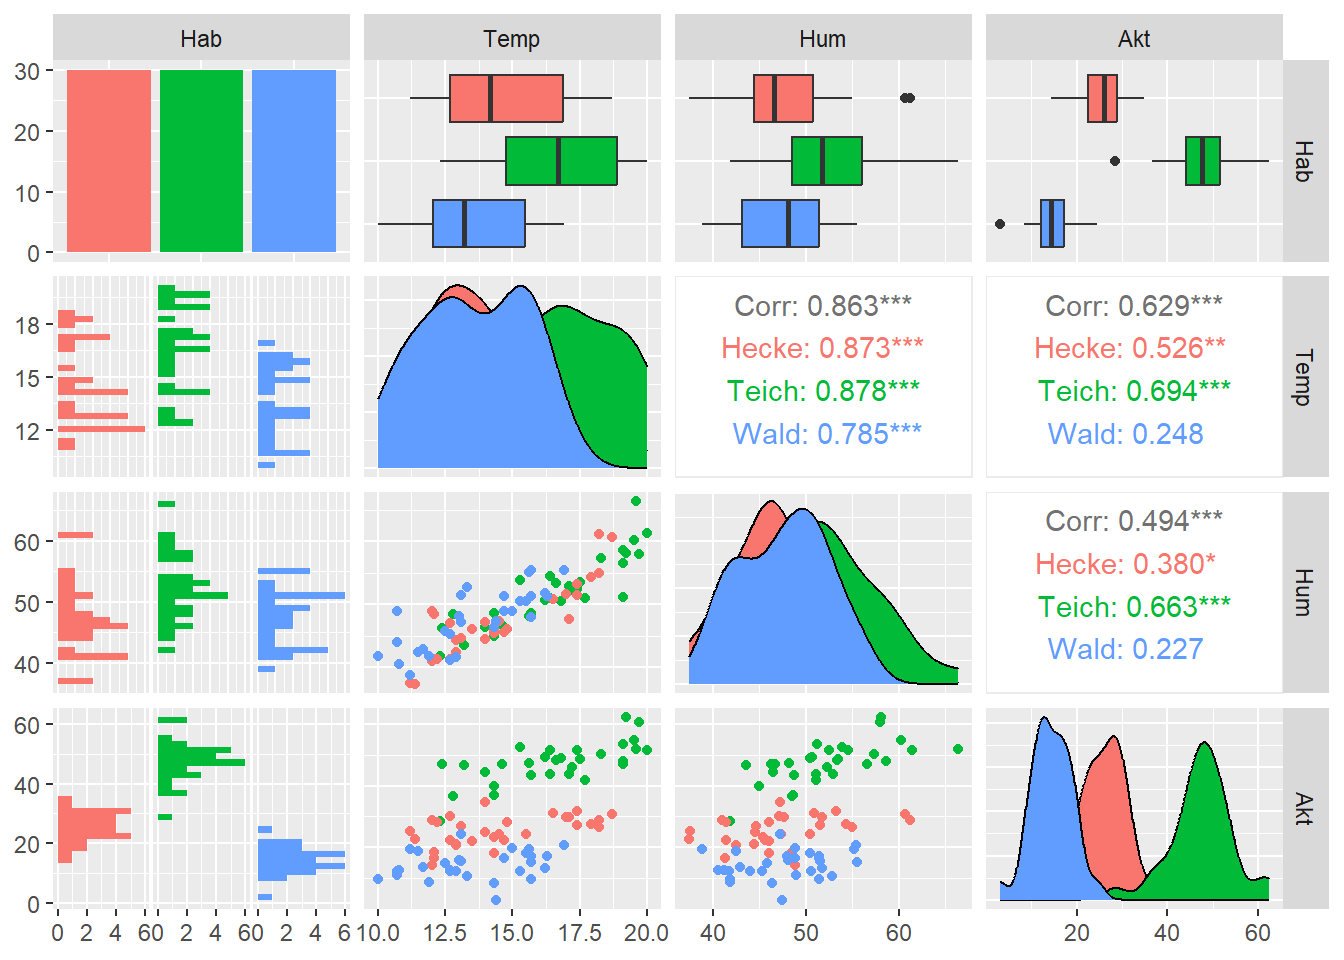 Hab Temp Hum Akt
30
20
10
0
Hab
18
15
12
Corr: 0.863***
Hecke: 0.873***
Teich: 0.878***
Wald: 0.785***
Corr: 0.629***
Hecke: 0.526**
Teich: 0.694***
Wald: 0.248
Temp
60
50
40
Corr: 0.494***
Hecke: 0.380*
Teich: 0.663***
Wald: 0.227
Hum
60
40
20
0
Akt
0 2 4 6 0 2 4 6 0 2 4 6 10.0 12.5 15.0 17.5 20.0 40 50 60 20 40 60